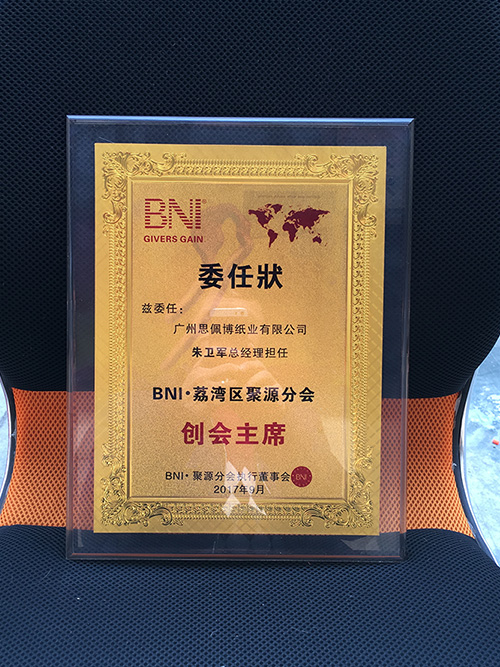 BNI®
GIVERS GAIN
委任狀
兹委任：
广州思佩博纸业有限公司
朱卫军总经理担任
BNI·荔湾区聚源分会
创会主席
BNI·聚源分会执行董事会
BNI
2017年9月